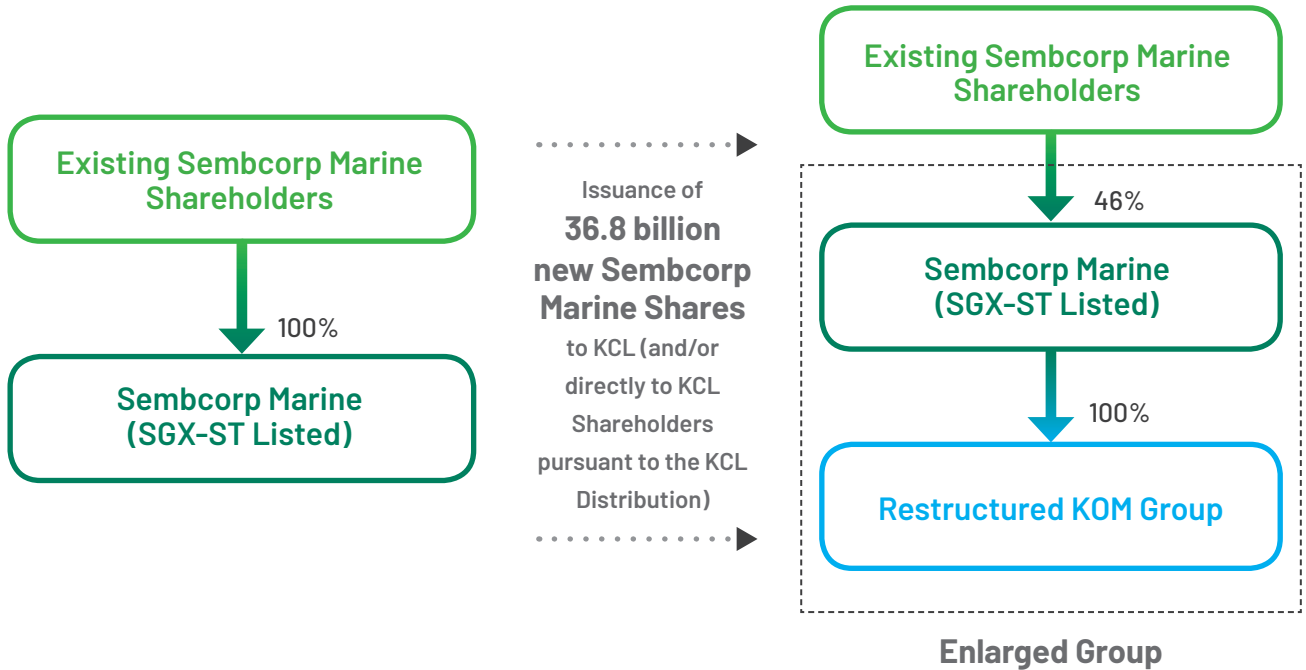 Existing Sembcorp Marine
Shareholders
100%
Sembcorp Marine
(SGX-ST Listed)
Issuance of
36.8 billion
new Sembcorp
Marine Shares
to KCL (and/or
directly to KCL
Shareholders
pursuant to the KCL
Distribution)
Existing Sembcorp Marine
Shareholders
46%
Sembcorp Marine
(SGX-ST Listed)
100%
Restructured KOM Group
Enlarged Group